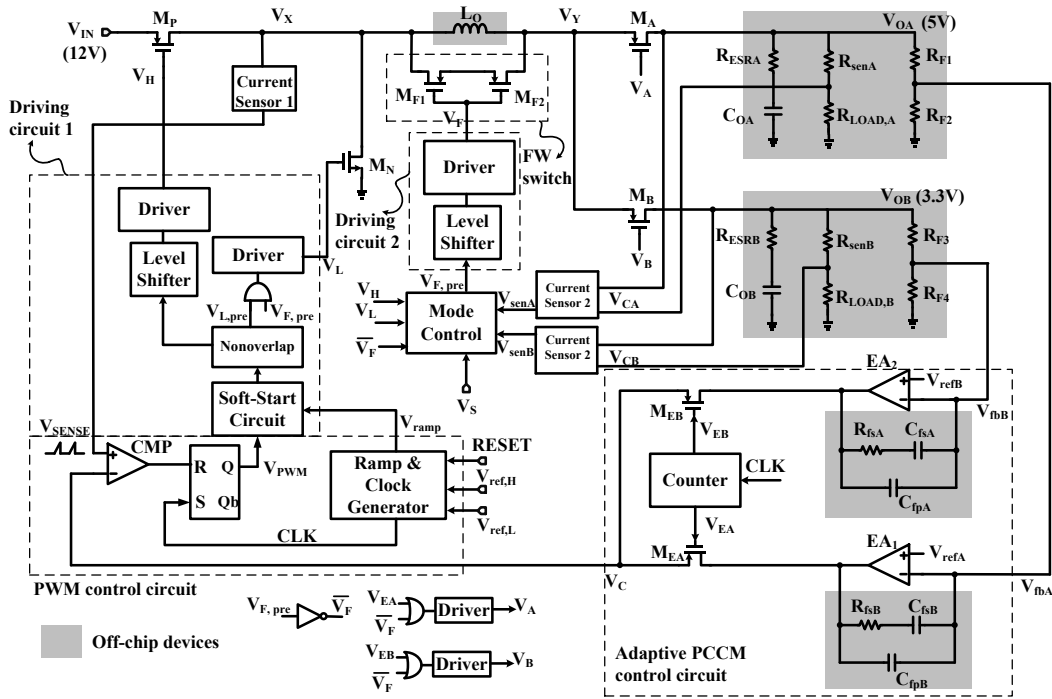 V_IN
(12V)
M_P
V_X
L_O
V_Y
M_A
V_OA (5V)
V_H
Current
Sensor 1
M_F1
M_F2
V_F
V_A
R_ESRA
C_OA
R_senA
R_LOAD,A
R_F1
R_F2
Driving
circuit 1
M_N
Driver
Level
Shifter
FW
switch
Driving
circuit 2
M_B
V_B
V_OB (3.3V)
R_ESRB
C_OB
R_senB
R_LOAD,B
R_F3
R_F4
Driver
Level
Shifter
Driver
V_L
V_L,pre
V_F, pre
Nonoverlap
Soft-Start
Circuit
V_F, pre
V_H
V_L
V̅_F̅
Mode
Control
V_S
V_senA
V_senB
Current
Sensor 2
Current
Sensor 2
V_CA
V_CB
V_SENSE
CMP
+
−
R Q
S Qb
V_PWM
V_ramp
Ramp &
Clock
Generator
RESET
V_ref,H
V_ref,L
CLK
PWM control circuit
EA_2
+
−
V_refB
V_fbB
M_EB
V_EB
R_fsA
C_fsA
C_fpA
Counter
CLK
V_EA
M_EA
V_C
EA_1
+
−
V_refA
V_fbA
R_fsB
C_fsB
C_fpB
Adaptive PCCM
control circuit
V_F, pre
V̅_F̅
V_EA
V̅_F̅
Driver
V_A
V_EB
V̅_F̅
Driver
V_B
Off-chip devices